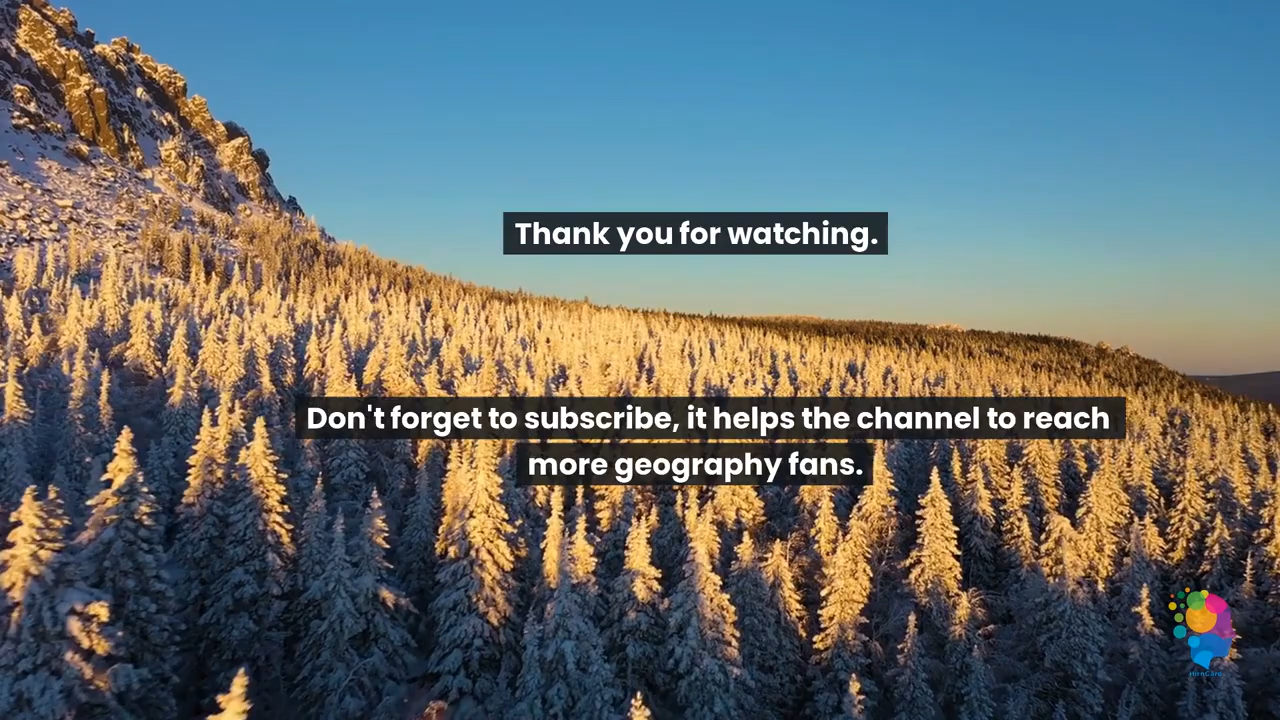 Thank you for watching.
Don't forget to subscribe, it helps the channel to reach
more geography fans.